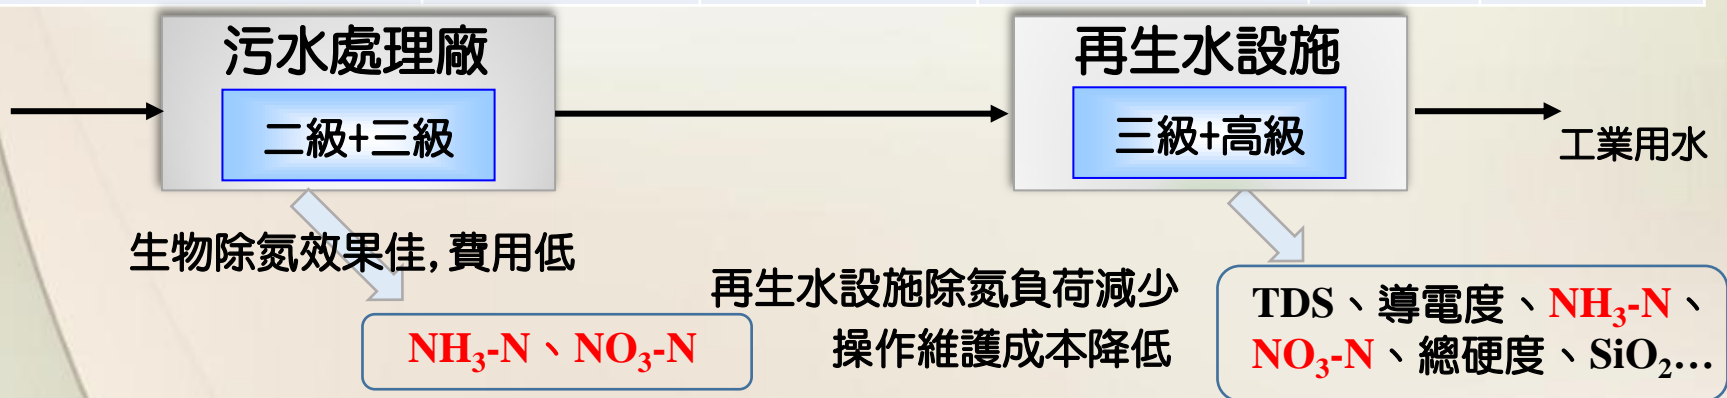 污水處理廠
二級+三級
再生水設施
三級+高級
工業用水
生物除氮效果佳, 費用低
NH₃-N、NO₃-N
再生水設施除氮負荷減少
操作維護成本降低
TDS、導電度、NH₃-N、
NO₃-N、總硬度、SiO₂…